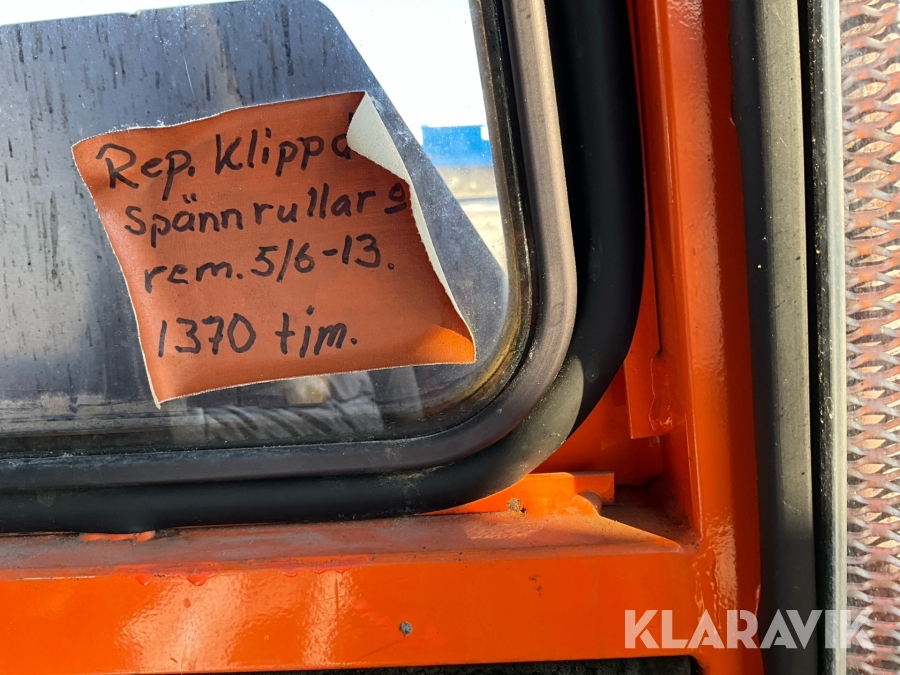 Rep. Klippd
Spännrullar g
rem. 5/6-13.
1370 tim.
KLARAVIK